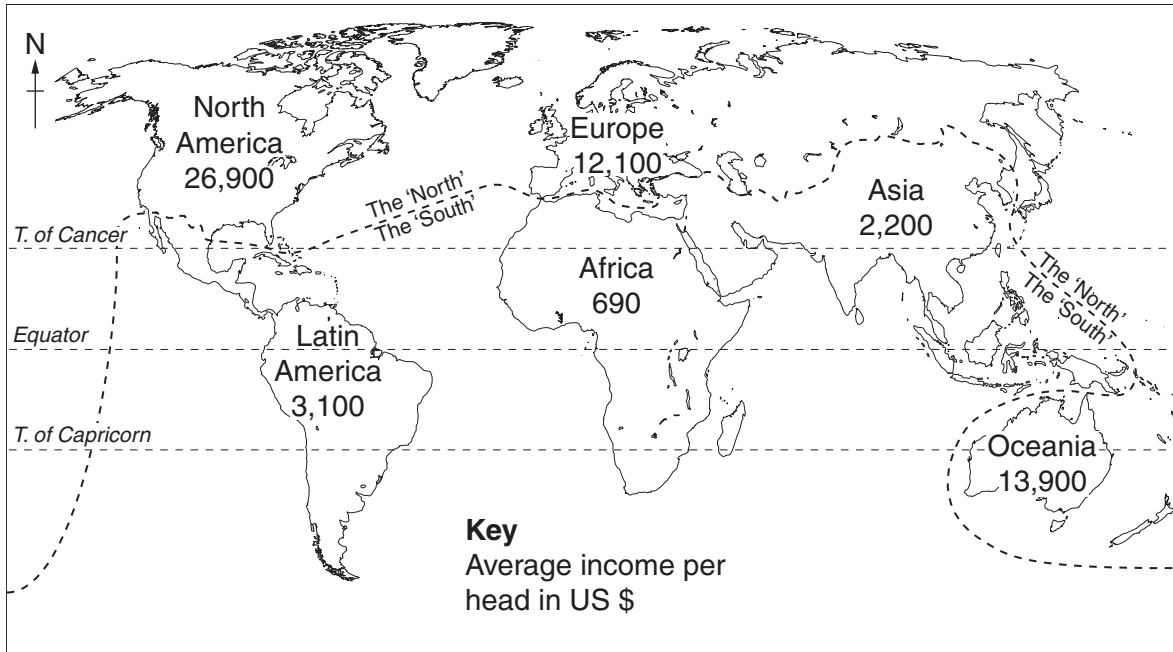 N
North
America
26,900
Europe
12,100
Asia
2,200
The 'North'
The 'South'
T. of Cancer
Africa
690
The 'North'
The 'South'
Equator
Latin
America
3,100
T. of Capricorn
Oceania
13,900
Key
Average income per
head in US $